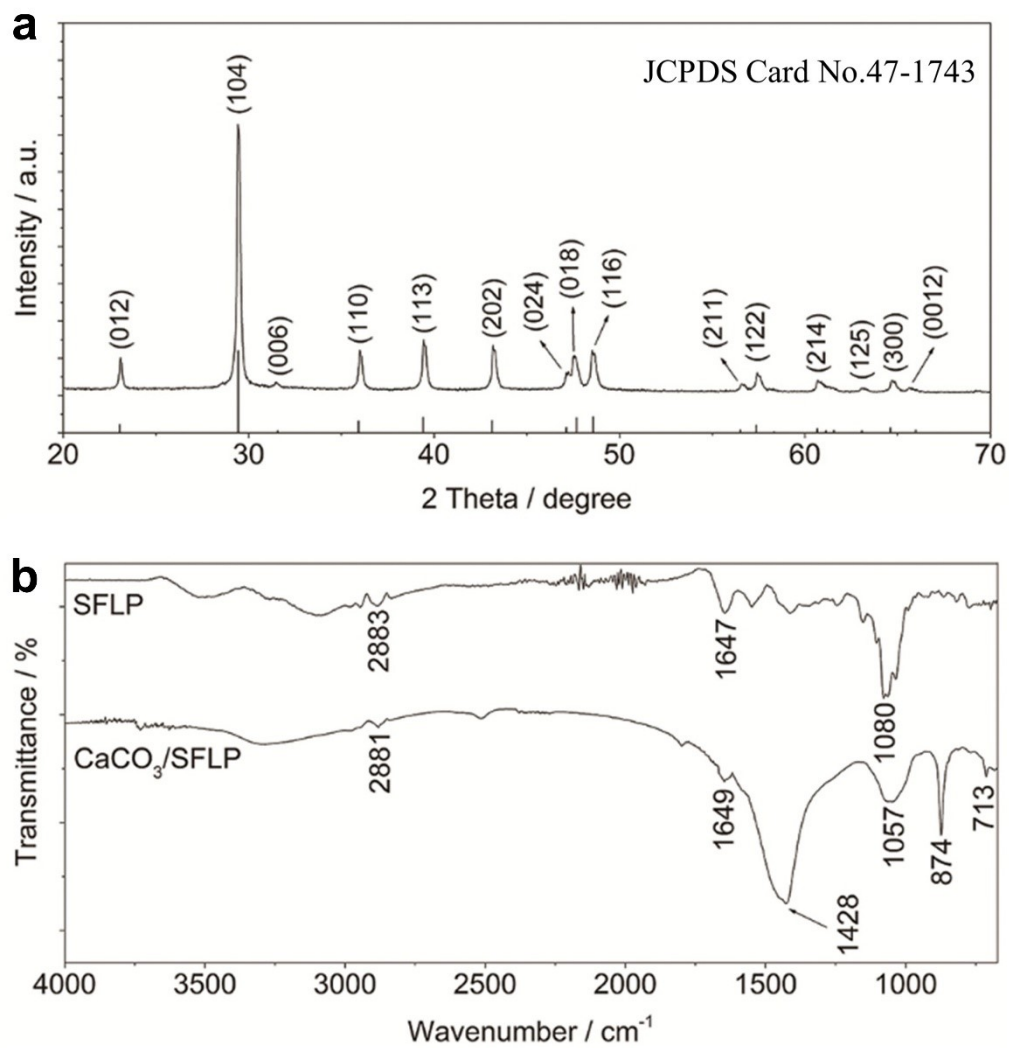 a
JCPDS Card No.47-1743
Intensity / a.u.
(012)
(104)
(006)
(110)
(113)
(202)
(024)
(018)
(116)
(211)
(122)
(214)
(125)
(300)
(0012)
20 30 40 50 60 70
2 Theta / degree
b
Transmittance / %
SFLP
2883
1647
1080
CaCO₃/SFLP
2881
1649
1428
1057
874
713
4000 3500 3000 2500 2000 1500 1000
Wavenumber / cm⁻¹